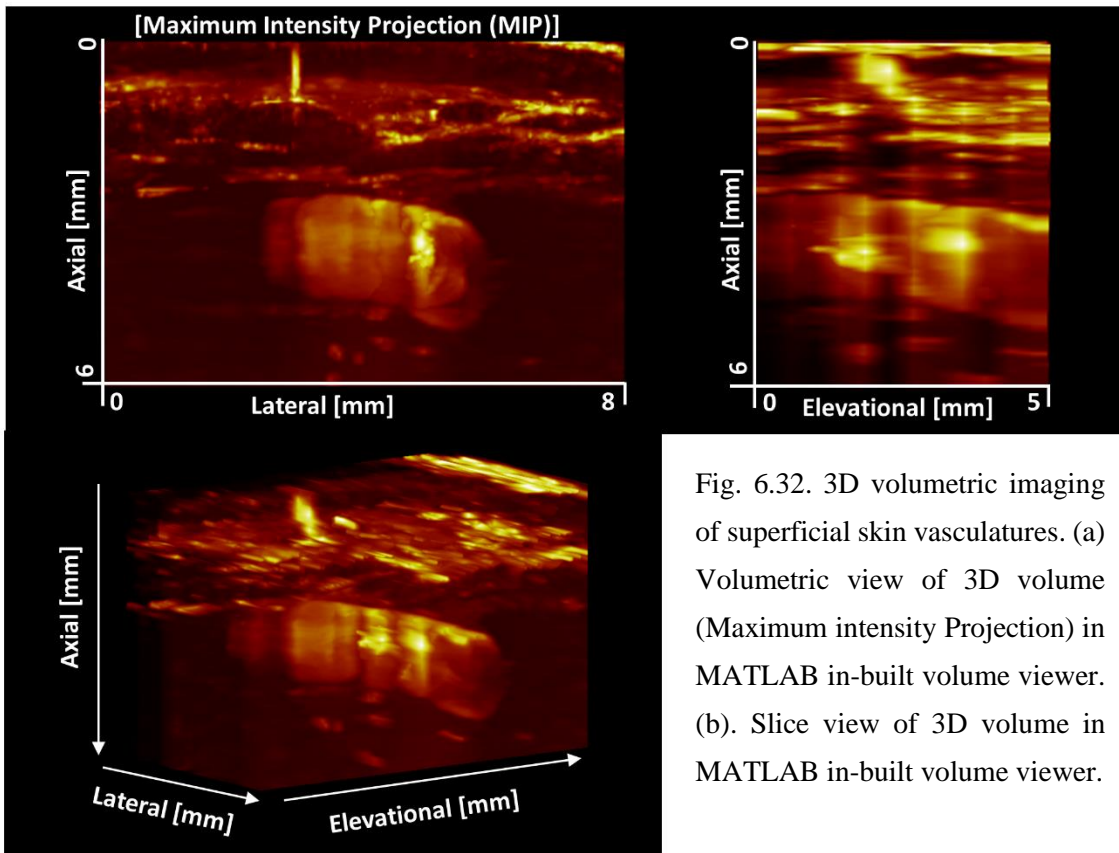 [Maximum Intensity Projection (MIP)]
0
Axial [mm]
6
0
Lateral [mm]
8
0
Axial [mm]
6
0
Elevational [mm]
5
Axial [mm]
Lateral [mm]
Elevational [mm]
Fig. 6.32. 3D volumetric imaging
of superficial skin vasculatures. (a)
Volumetric view of 3D volume
(Maximum intensity Projection) in
MATLAB in-built volume viewer.
(b). Slice view of 3D volume in
MATLAB in-built volume viewer.